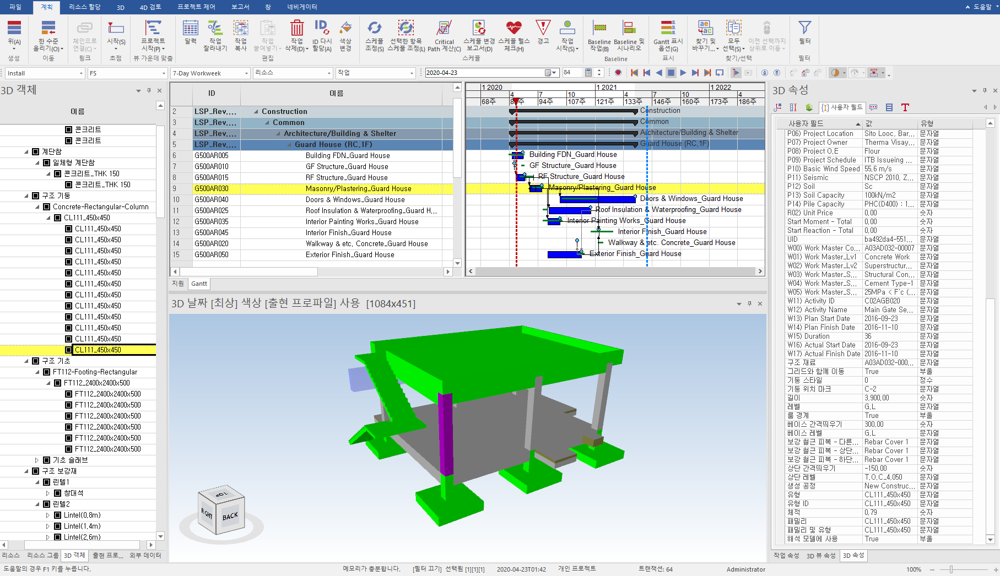 파일 계획 리소스 할당 3D 4D 검토 프로젝트 제어 보고서 창 네비게이터 도움말
위(A) 한 수준 올리기(O) 체인으로 연결(C) 시작(S) 프로젝트 시작(P) 달력 작업 잘라내기 작업 복사 작업 붙여넣기 작업 삭제(D) ID 다시 할당(A) 색상 변경 스케쥴 조정(S) 선택한 항목 스케쥴 조정(L) Critical Path 계산(C) 스케쥴 변경 보고서(D) 스케쥴 헬스 체크(H) 경고 작업 시작(S) Baseline 작업(B) Baseline 및 시나리오 Gantt 표시 옵션(G) 찾기 및 바꾸기... 모두 선택(S) 이전 선택까지 상위로 이동 필터
생성 이동 링크 초점 뷰 가운데 맞춤 편집 스케쥴 Baseline 표시 찾기/선택 필터
Install FS 7-Day Workweek 리소스 작업 2020-04-23 84
3D 객체
이름
콘크리트
콘크리트
계단참
일체형 계단참
콘크리트_THK 150
콘크리트_THK 150
구조 기둥
Concrete-Rectangular-Column
CL111_450x450
CL111_450x450
CL111_450x450
CL111_450x450
CL111_450x450
CL111_450x450
CL111_450x450
CL111_450x450
CL111_450x450
CL111_450x450
CL111_450x450
CL111_450x450
CL111_450x450
구조 기초
FT112-Footing-Rectangular
FT112_2400x2400x500
FT112_2400x2400x500
FT112_2400x2400x500
FT112_2400x2400x500
FT112_2400x2400x500
FT112_2400x2400x500
FT112_2400x2400x500
기초 슬래브
구조 보강재
린텔1
창대석
린텔2
Lintel(0,8m)
Lintel(1,4m)
Lintel(2,6m)
리소스 리소스 그룹 3D 객체 출현 프로... 외부 데이터
ID 이름
2 LSP_Rev.... Construction
3 LSP_Rev.... Common
4 LSP_Rev.... Architecture/Building & Shelter
5 LSP_Rev.... Guard House (RC,1F)
6 G500AR005 Building FDN_Guard House
7 G500AR010 GF Structure_Guard House
8 G500AR015 RF Structure_Guard House
9 G500AR030 Masonry/Plastering_Guard House
10 G500AR040 Doors & Windows_Guard House
11 G500AR025 Roof Insulation & Waterproofing_Guard H...
12 G500AR035 Interior Painting Works_Guard House
13 G500AR045 Interior Finish_Guard House
14 G500AR020 Walkway & etc. Concrete_Guard House
15 G500AR050 Exterior Finish_Guard House
지원 Gantt
1 2020 1 2021 1 2022
4 7 10 4 7 10 4
68주 94주 107주 121주 133주 146주 160주 173주 186주
Construction
Common
Architecture/Building & Shelter
Guard House (RC,1F)
Building FDN_Guard House
GF Structure_Guard House
RF Structure_Guard House
Masonry/Plastering_Guard House
Doors & Windows_Guard House
Roof Insulation & Waterproofing_Guard House
Interior Painting Works_Guard House
Interior Finish_Guard House
Walkway & etc. Concrete_Guard House
Exterior Finish_Guard House
3D 날짜 [최상] 색상 [출현 프로파일] 사용 [1084x451]
TOP
RIGHT BACK
3D 속성
사용자 필드
사용자 필드 값 유형
P06) Project Location Sito Looc, Bar... 문자열
P07) Project Owner Therma Visay... 문자열
P08) Project O,E Flour 문자열
P09) Project Schedule ITB Issueing ... 문자열
P10) Basic Wind Speed 55,6 m/s 문자열
P11) Seismic NSCP 2010, Z... 문자열
P12) Soil Sc 문자열
P13) Soil Capacity 100kN/m2 문자열
P14) Pile Capacity PHC(D400) : 1... 문자열
R02) Unit Price 0,00 숫자
Start Moment - Total 0,00 숫자
Start Reaction - Total 0,00 숫자
UID ba492da4-551... 문자열
W00) Work Master Co... A03AD032-00007 문자열
W01) Work Master_Lv1 Concrete Work 문자열
W02) Work Master_Lv2 Superstructur... 문자열
W03) Work Master_S... Structural Con... 문자열
W04) Work Master_S... Cement Type-1 문자열
W05) Work Master_S... 25MPa < F'c (... 문자열
W11) Activity ID C02AGB020 문자열
W12) Activity Name Main Gate Se... 문자열
W13) Plan Start Date 2016-09-23 문자열
W14) Plan Finish Date 2016-11-10 문자열
W15) Duration 36 문자열
W16) Actual Start Date 2016-09-23 문자열
W17) Actual Finish Date 2016-11-10 문자열
구조 재료 A03AD032-000... 문자열
그리드와 함께 이동 True 부울
기둥 스타일 0 정수
기둥 위치 마크 C-2 문자열
길이 3,900,00 숫자
레벨 G,L 문자열
룸 경계 True 부울
베이스 간격띄우기 300,00 숫자
베이스 레벨 G,L 문자열
보강 철근 피복 - 다른... Rebar Cover 1 문자열
보강 철근 피복 - 상단... Rebar Cover 1 문자열
보강 철근 피복 - 하단... Rebar Cover 1 문자열
상단 간격띄우기 -150,00 숫자
상단 레벨 T,O,C_4,050 문자열
생성 공정 New Construc... 문자열
유형 CL111_450x450 문자열
유형 ID CL111_450x450 문자열
체적 0,79 숫자
패밀리 CL111_450x450 문자열
패밀리 및 유형 CL111_450x450 문자열
해석 모델에 사용 True 부울
작업 속성 3D 뷰 속성 3D 속성
도움말의 경우 F1 키를 누릅니다. 메모리가 충분합니다. [필터 끄기] 선택됨 [1][1][1] 2020-04-23T01:42 개인 프로젝트 트랜잭션: 64 Administrator 100%